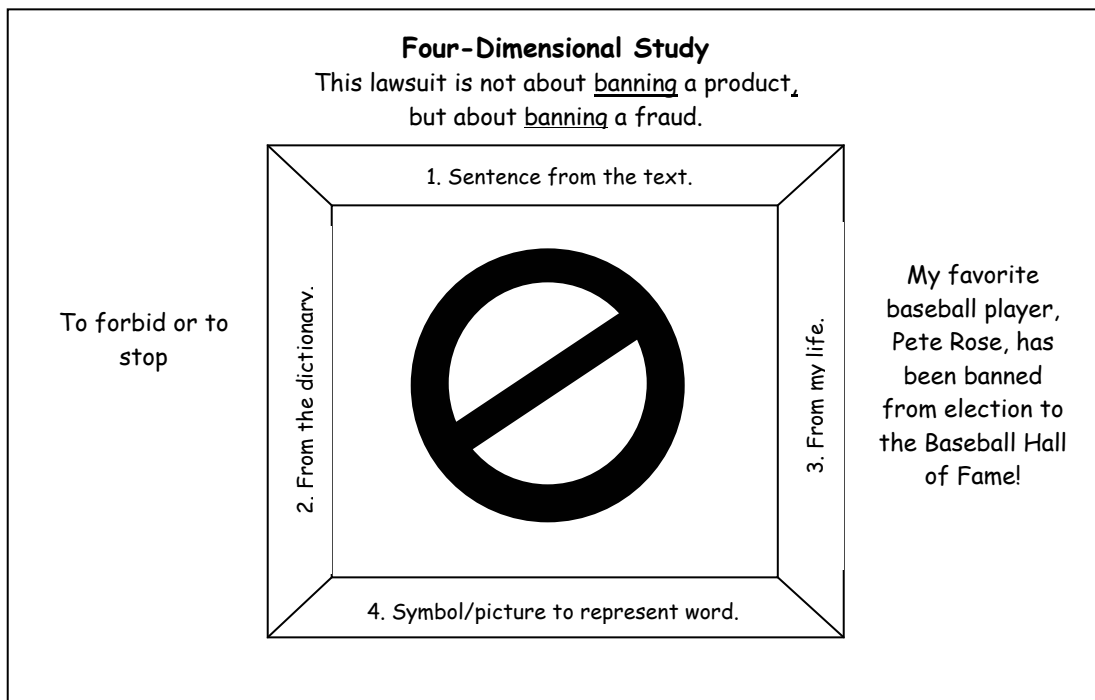 Four-Dimensional Study
This lawsuit is not about banning a product,
but about banning a fraud.
1. Sentence from the text.
To forbid or to
stop
2. From the dictionary.
3. From my life.
My favorite
baseball player,
Pete Rose, has
been banned
from election to
the Baseball Hall
of Fame!
4. Symbol/picture to represent word.